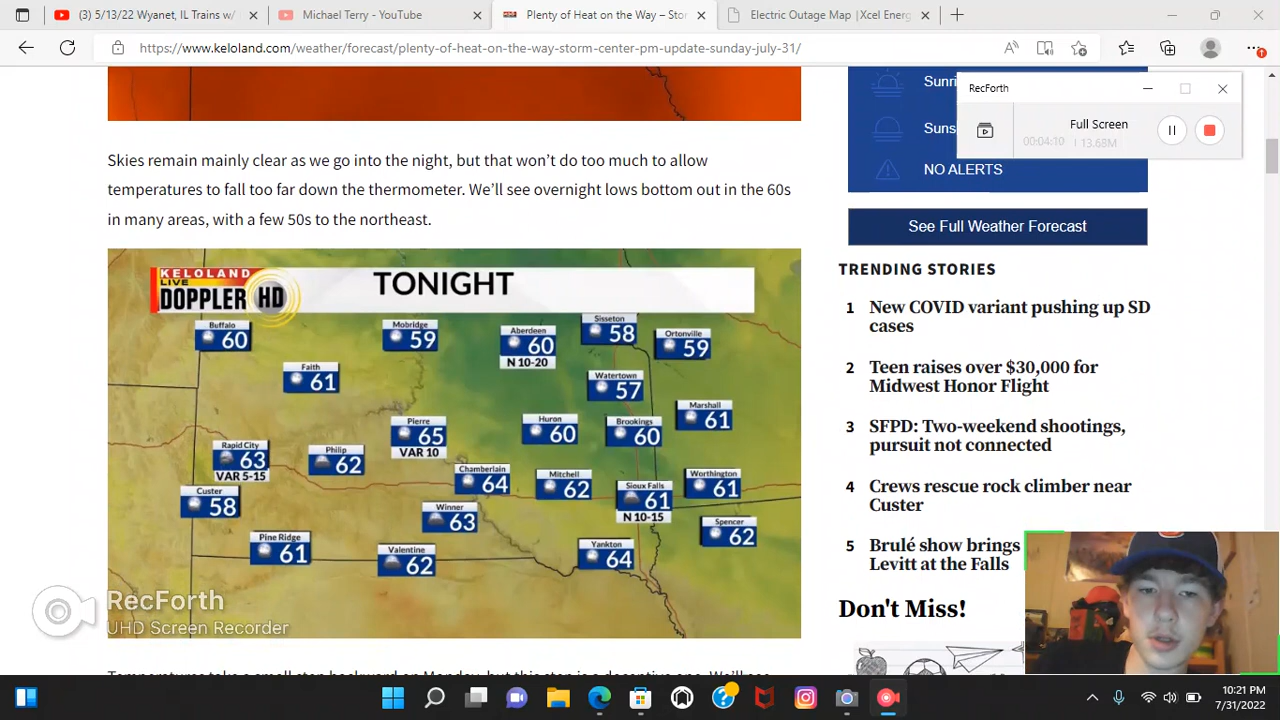 (3) 5/13/22 Wyanet, IL Trains w/
Michael Terry - YouTube
Plenty of Heat on the Way – Stor
Electric Outage Map | Xcel Energ
https://www.keloland.com/weather/forecast/plenty-of-heat-on-the-way-storm-center-pm-update-sunday-july-31/
Sunri
RecForth
Full Screen
00:04:10 | 13.68M
Suns
NO ALERTS
See Full Weather Forecast
Skies remain mainly clear as we go into the night, but that won’t do too much to allow
temperatures to fall too far down the thermometer. We’ll see overnight lows bottom out in the 60s
in many areas, with a few 50s to the northeast.
KELOLAND
LIVE
DOPPLER HD
TONIGHT
Buffalo
60
Mobridge
59
Aberdeen
60
N 10-20
Sisseton
58
Ortonville
59
Faith
61
Watertown
57
Marshall
61
Pierre
65
VAR 10
Huron
60
Brookings
60
Rapid City
63
VAR 5-15
Philip
62
Chamberlain
64
Mitchell
62
Sioux Falls
61
N 10-15
Worthington
61
Custer
58
Winner
63
Spencer
62
Pine Ridge
61
Valentine
62
Yankton
64
RecForth
UHD Screen Recorder
TRENDING STORIES
1 New COVID variant pushing up SD
cases
2 Teen raises over $30,000 for
Midwest Honor Flight
3 SFPD: Two-weekend shootings,
pursuit not connected
4 Crews rescue rock climber near
Custer
5 Brulé show brings
Levitt at the Falls
Don't Miss!
7/31/2022